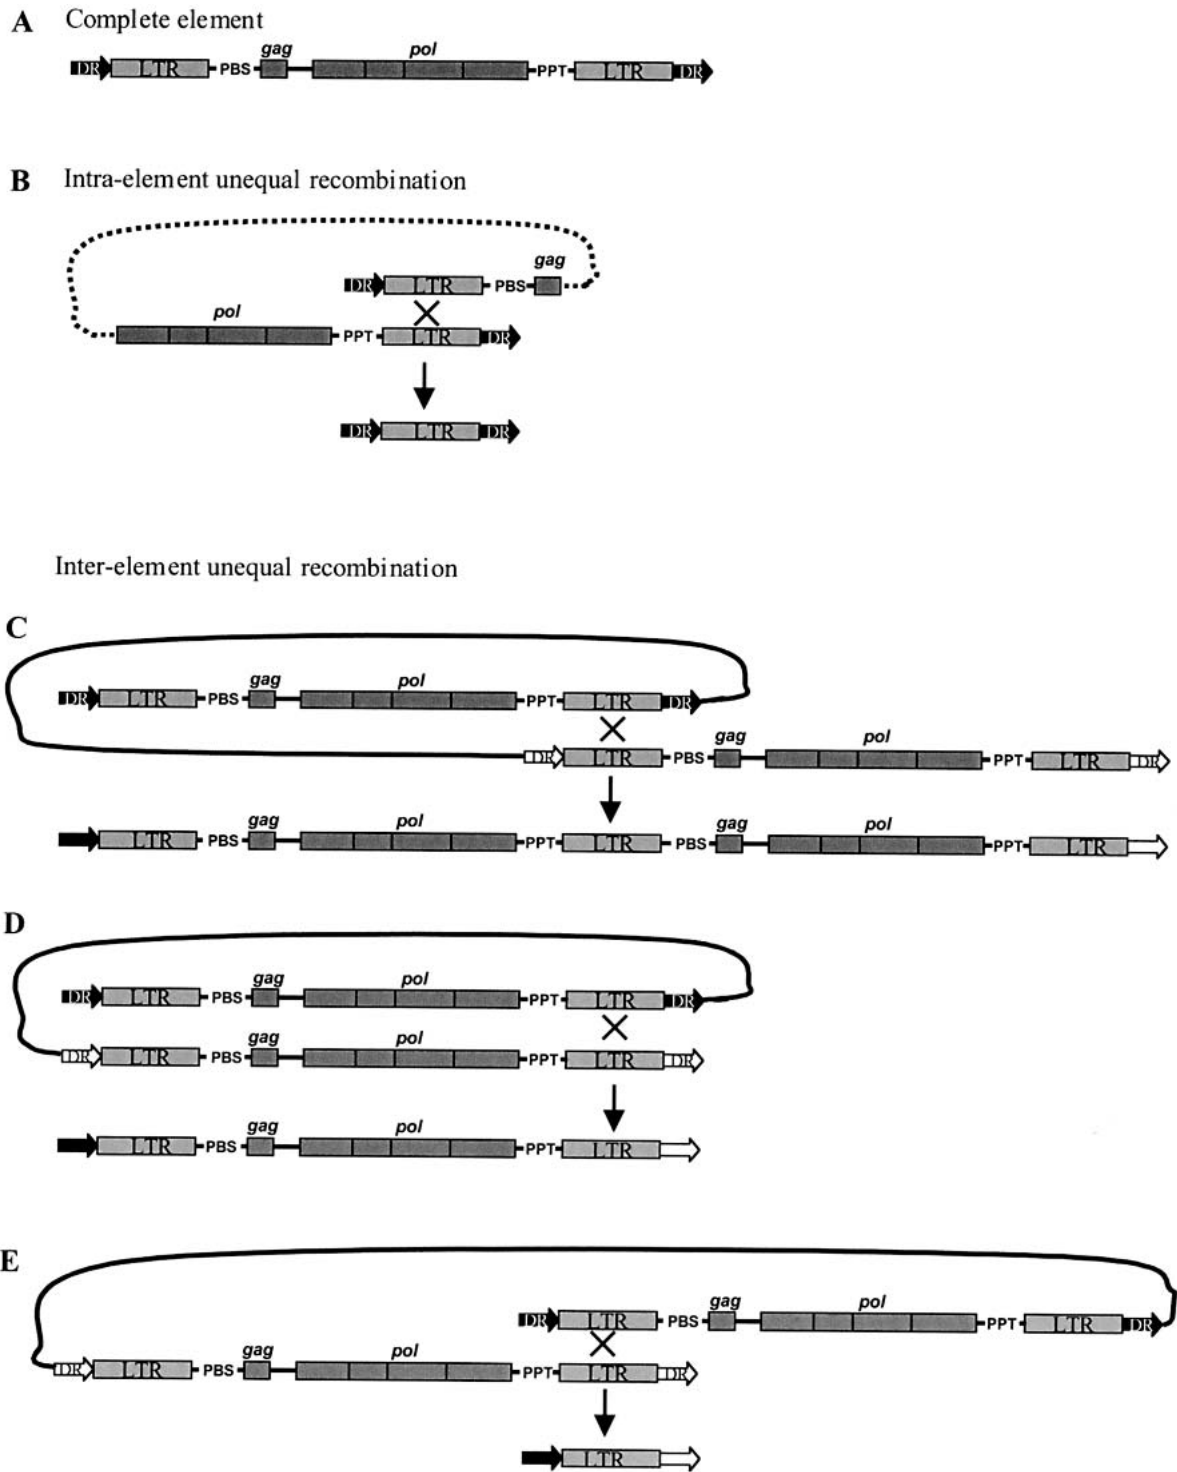 A Complete element
gag pol
DR LTR PBS PPT LTR DR
B Intra-element unequal recombination
gag
DR LTR PBS
pol
PPT LTR DR
DR LTR DR
Inter-element unequal recombination
C
gag pol
DR LTR PBS PPT LTR DR
gag pol
DR LTR PBS PPT LTR DR
gag pol gag pol
LTR PBS PPT LTR PBS PPT LTR
D
gag pol
DR LTR PBS PPT LTR DR
gag pol
DR LTR PBS PPT LTR DR
gag pol
LTR PBS PPT LTR
E
gag pol
DR LTR PBS PPT LTR DR
gag pol
DR LTR PBS PPT LTR DR
LTR